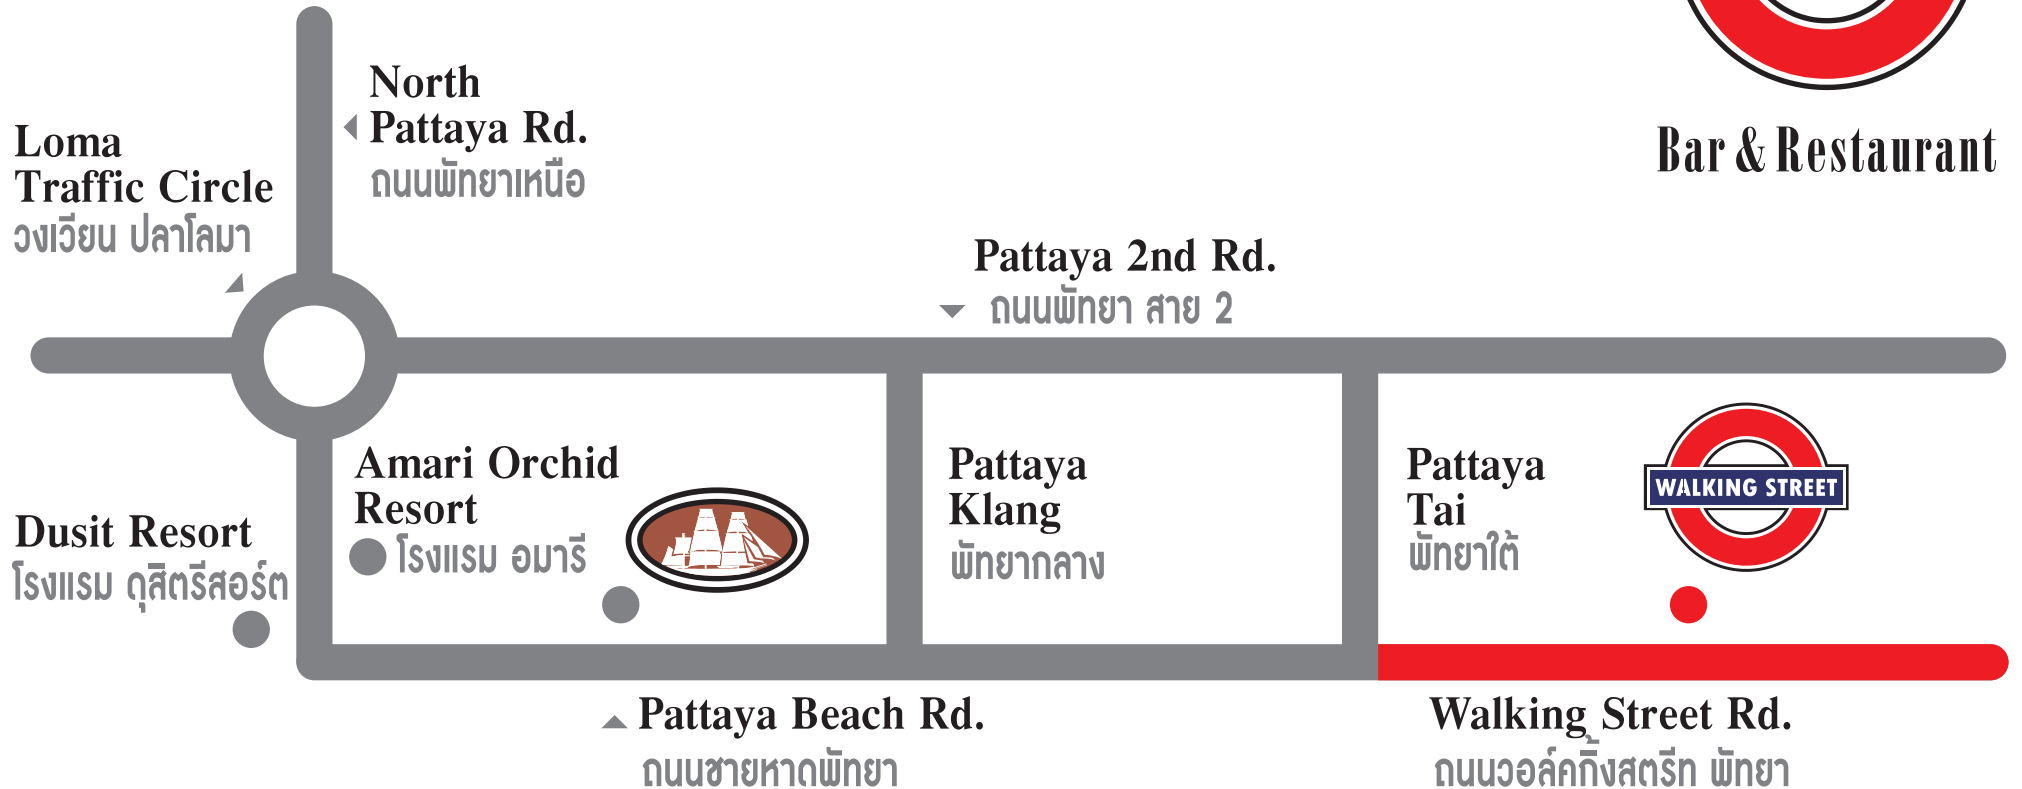 North
Pattaya Rd.
ถนนพัทยาเหนือ
Loma
Traffic Circle
วงเวียน ปลาโลมา
Bar & Restaurant
Pattaya 2nd Rd.
ถนนพัทยา สาย 2
Amari Orchid
Resort
โรงแรม อมารี
Dusit Resort
โรงแรม ดุสิตรีสอร์ต
Pattaya
Klang
พัทยากลาง
Pattaya
Tai
พัทยาใต้
WALKING STREET
Pattaya Beach Rd.
ถนนชายหาดพัทยา
Walking Street Rd.
ถนนวอล์คกิ้งสตรีท พัทยา